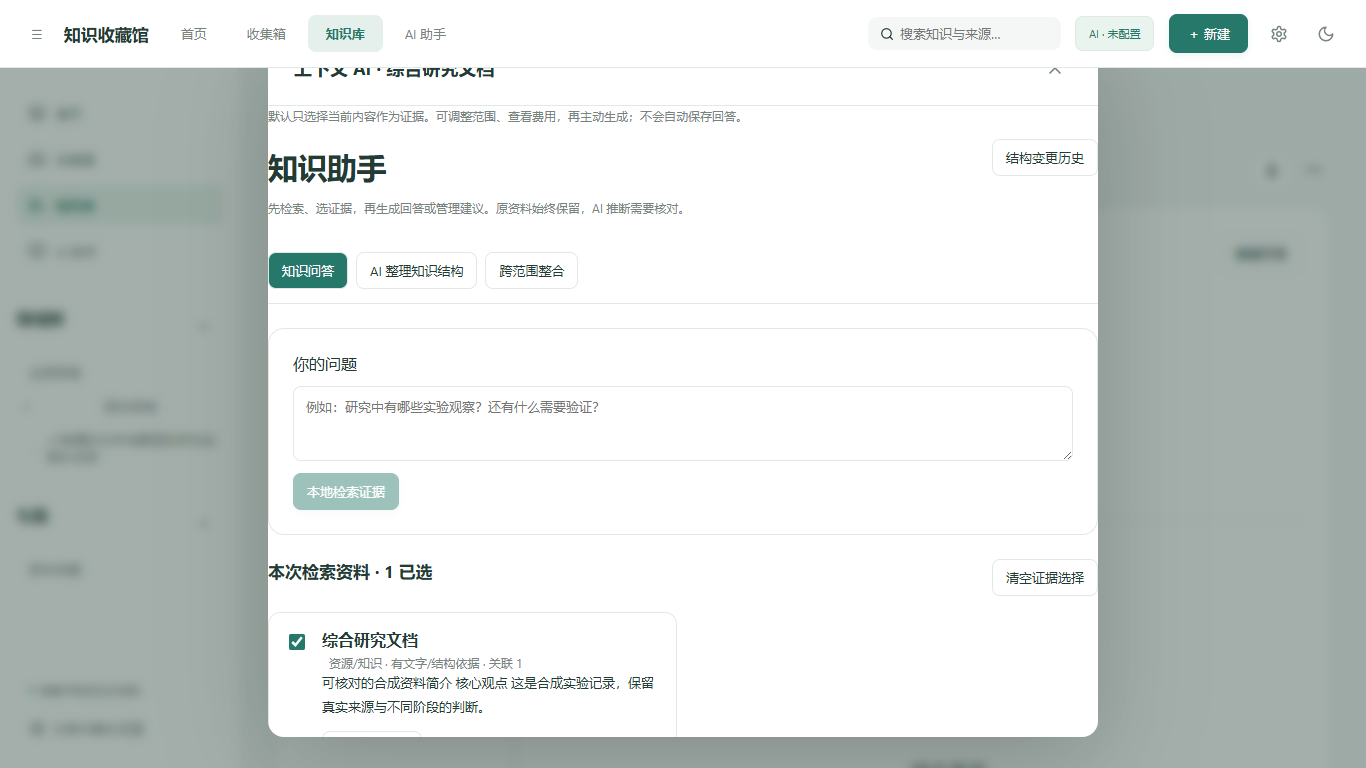 知识收藏馆
首页
收集箱
知识库
AI 助手
搜索知识与来源...
AI · 未配置
+ 新建
上下文 AI · 综合研究文档
默认只选择当前内容作为证据。可调整范围、查看费用，再主动生成；不会自动保存回答。
知识助手
结构变更历史
先检索、选证据，再生成回答或管理建议。原资料始终保留，AI 推断需要核对。
知识问答
AI 整理知识结构
跨范围整合
你的问题
例如：研究中有哪些实验观察？还有什么需要验证？
本地检索证据
本次检索资料 · 1 已选
清空证据选择
综合研究文档
资源/知识 · 有文字/结构依据 · 关联 1
可核对的合成资料简介 核心观点 这是合成实验记录，保留
真实来源与不同阶段的判断。